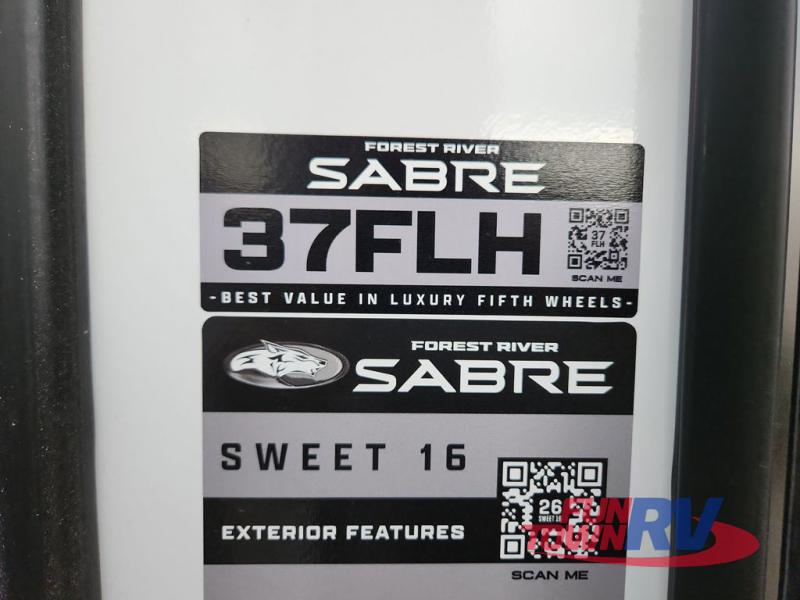 FOREST RIVER
SABRE
37FLH
37
FLH
SCAN ME
-BEST VALUE IN LUXURY FIFTH WHEELS-
FOREST RIVER
SABRE
SWEET 16
26
SWEET 16
EXTERIOR FEATURES
SCAN ME
FUN TOWN RV